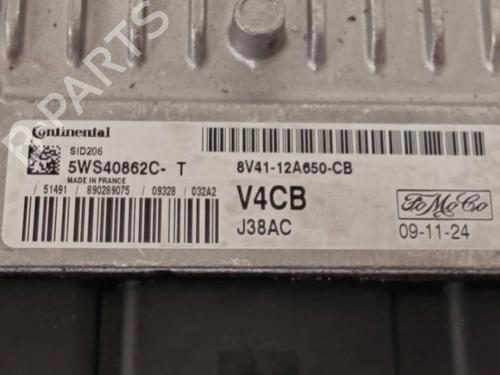 B-PARTS
Continental
SID206
5WS40862C- T
MADE IN FRANCE
8V41-12A650-CB
/ 51491 / 890289075 / 09328 / 032A2
V4CB
J38AC
FoMoCo
09-11-24